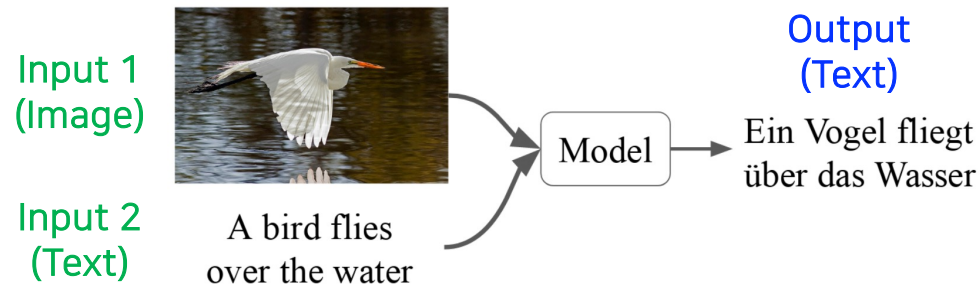 Input 1
(Image)
Input 2
(Text)
A bird flies
over the water
Model
Output
(Text)
Ein Vogel fliegt
über das Wasser